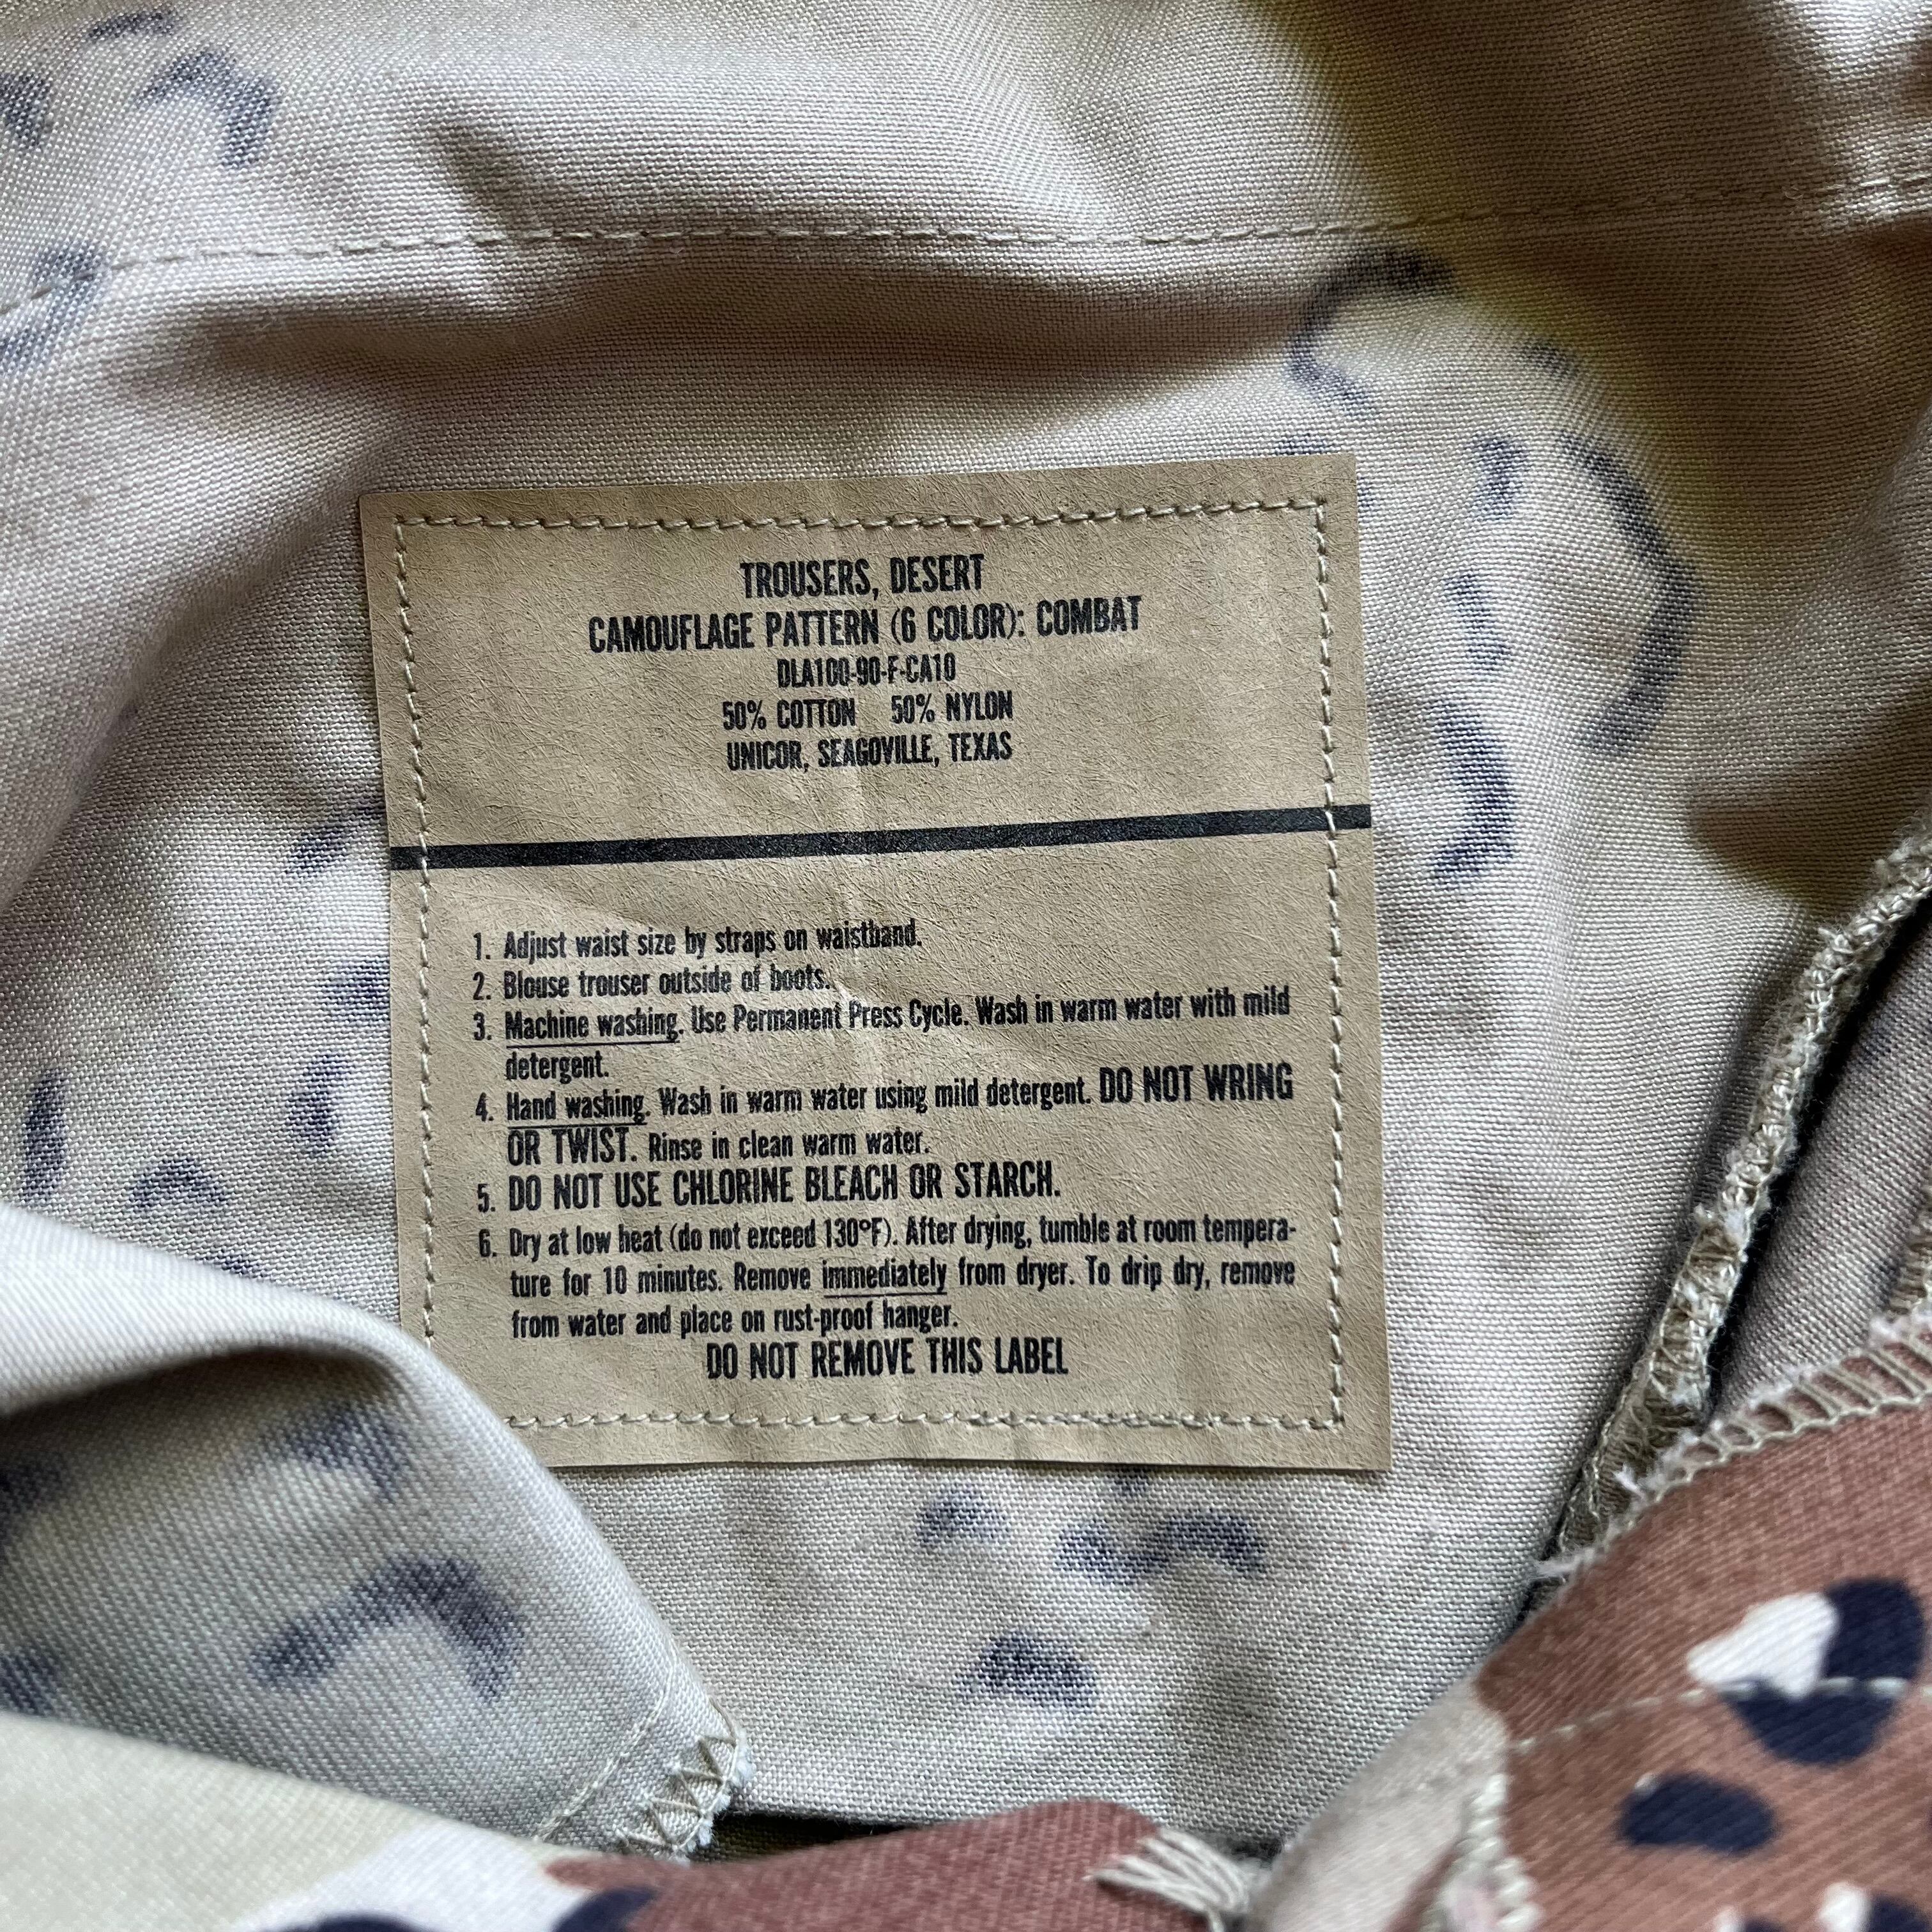 TROUSERS, DESERT
CAMOUFLAGE PATTERN (6 COLOR): COMBAT
DLA100-90-F-CA10
50% COTTON 50% NYLON
UNICOR, SEAGOVILLE, TEXAS
1. Adjust waist size by straps on waistband.
2. Blouse trouser outside of boots.
3. Machine washing. Use Permanent Press Cycle. Wash in warm water with mild
detergent.
4. Hand washing. Wash in warm water using mild detergent. DO NOT WRING
OR TWIST. Rinse in clean warm water.
5. DO NOT USE CHLORINE BLEACH OR STARCH.
6. Dry at low heat (do not exceed 130°F). After drying, tumble at room tempera-
ture for 10 minutes. Remove immediately from dryer. To drip dry, remove
from water and place on rust-proof hanger.
DO NOT REMOVE THIS LABEL